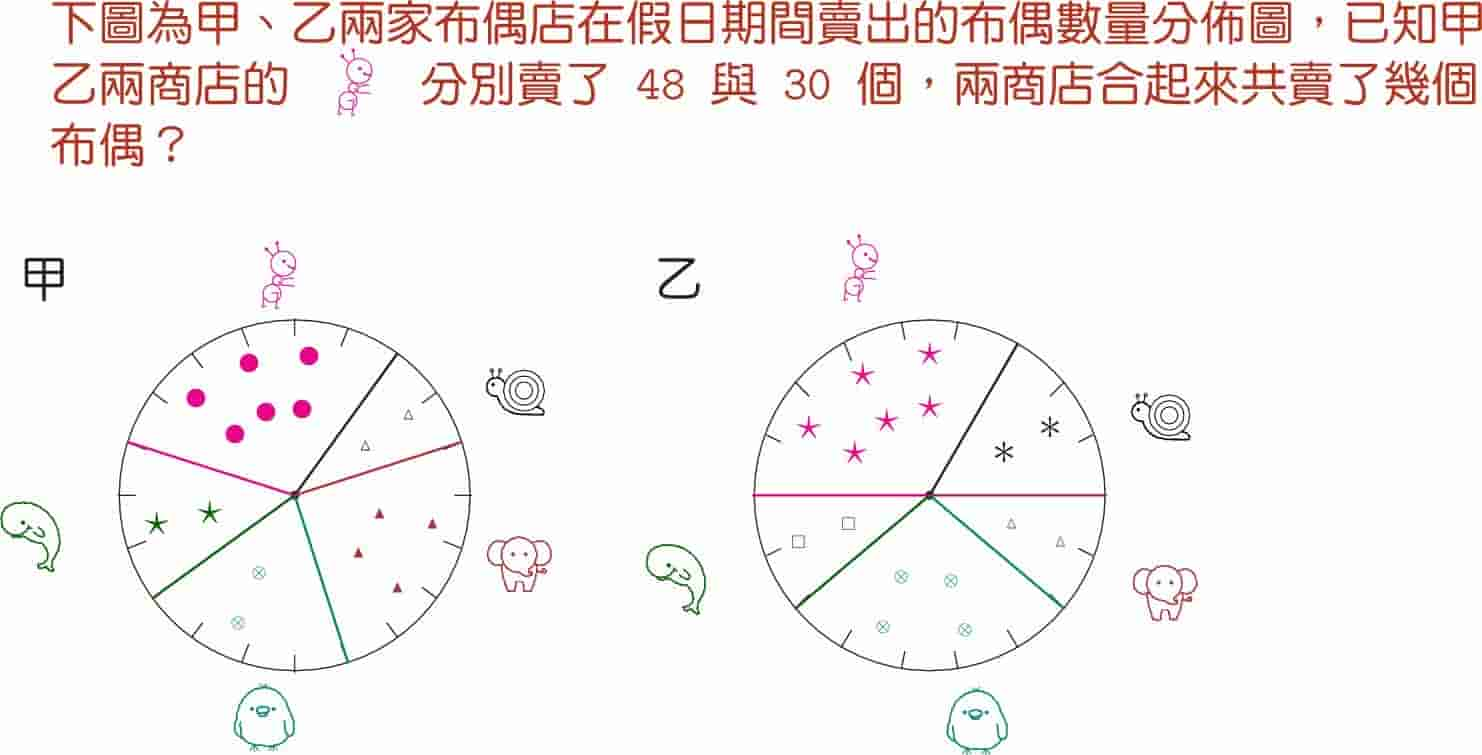 下圖為甲、乙兩家布偶店在假日期間賣出的布偶數量分佈圖，已知甲
乙兩商店的 分別賣了 48 與 30 個，兩商店合起來共賣了幾個
布偶？
甲 乙